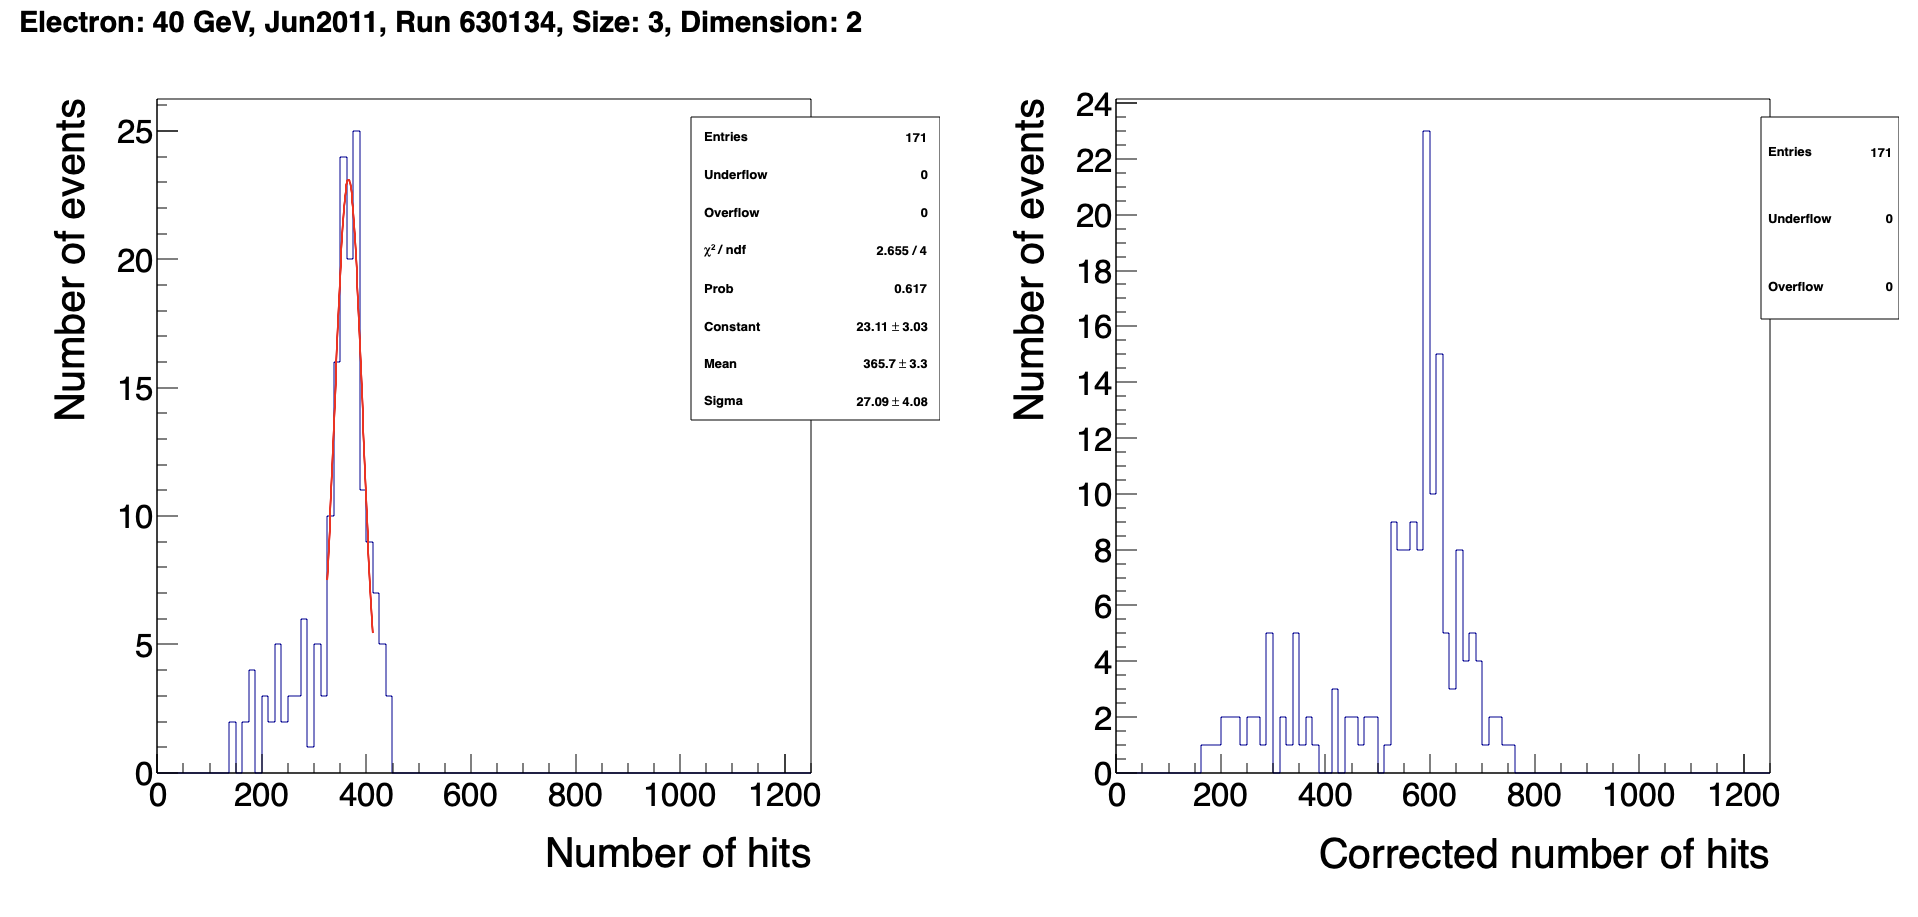 Electron: 40 GeV, Jun2011, Run 630134, Size: 3, Dimension: 2
Number of events
25
20
15
10
5
0
0 200 400 600 800 1000 1200
Number of hits
Entries 171
Underflow 0
Overflow 0
χ² / ndf 2.655 / 4
Prob 0.617
Constant 23.11 ± 3.03
Mean 365.7 ± 3.3
Sigma 27.09 ± 4.08
Number of events
24
22
20
18
16
14
12
10
8
6
4
2
0
0 200 400 600 800 1000 1200
Corrected number of hits
Entries 171
Underflow 0
Overflow 0